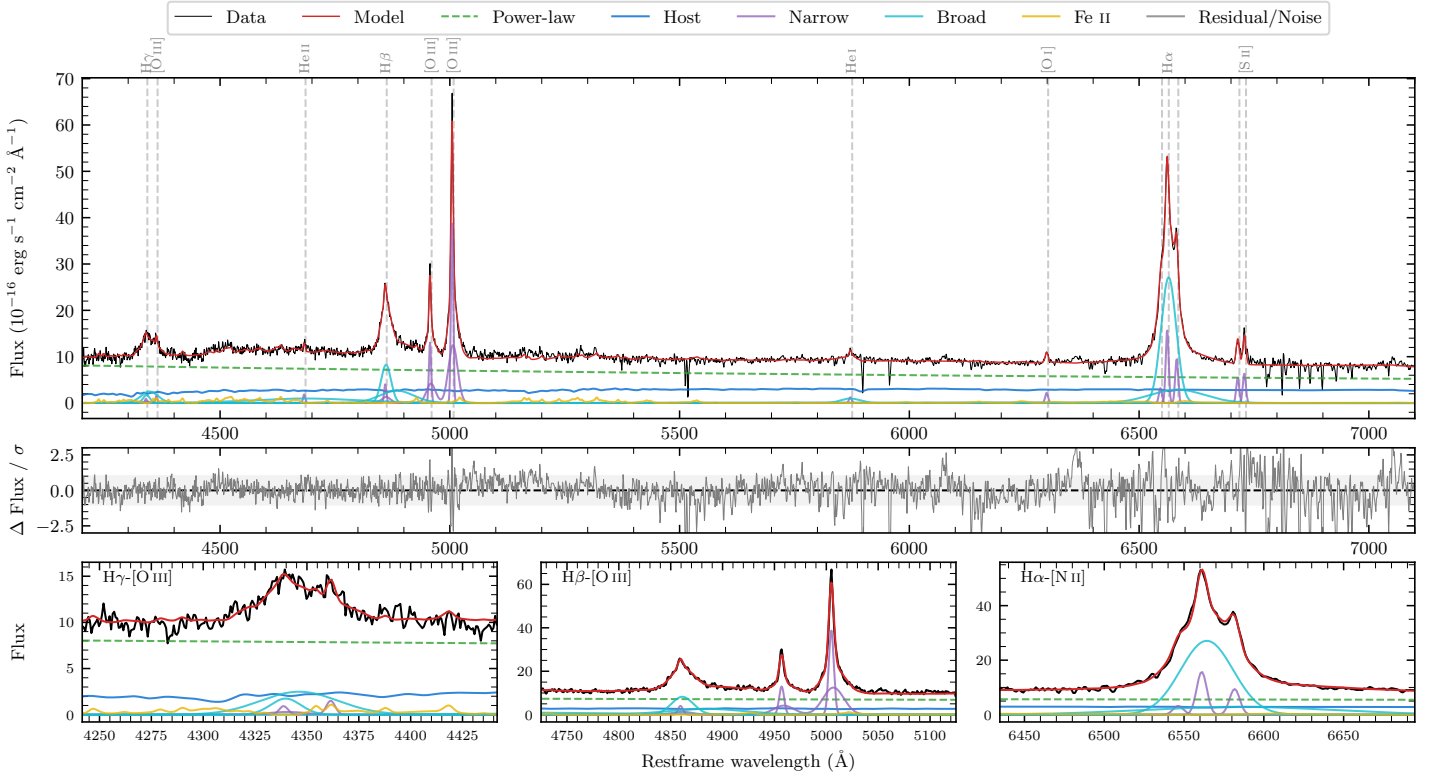 Data Model Power-law Host Narrow Broad Fe II Residual/Noise
Hγ [O III] He II Hβ [O III] [O III] He I [O I] Hα [S II]
Flux (10⁻¹⁶ erg s⁻¹ cm⁻² Å⁻¹)
70
60
50
40
30
20
10
0
4500 5000 5500 6000 6500 7000
Δ Flux / σ
2.5
0.0
−2.5
4500 5000 5500 6000 6500 7000
Flux
Hγ-[O III]
15
10
5
0
4250 4275 4300 4325 4350 4375 4400 4425
Hβ-[O III]
60
40
20
0
4750 4800 4850 4900 4950 5000 5050 5100
Hα-[N II]
40
20
0
6450 6500 6550 6600 6650
Restframe wavelength (Å)